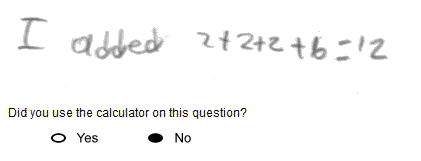 I added 2+2+2+6=12
Did you use the calculator on this question?
Yes No